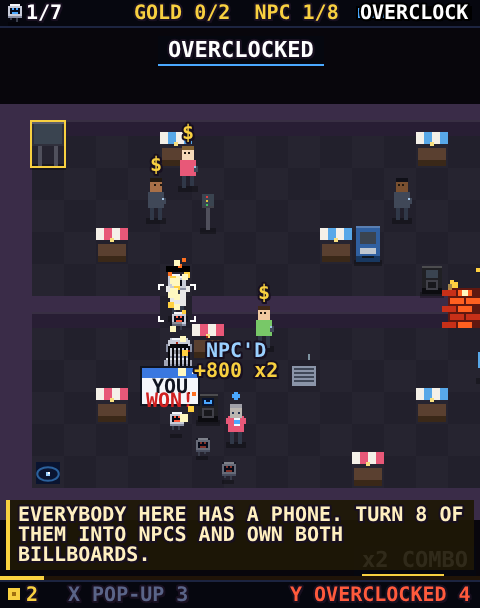 1/7 GOLD 0/2 NPC 1/8 OVERCLOCK
OVERCLOCKED
$
$
$
NPC'D
+800 x2
YOU
WON!
EVERYBODY HERE HAS A PHONE. TURN 8 OF
THEM INTO NPCS AND OWN BOTH
BILLBOARDS.
x2 COMBO
2 X POP-UP 3 Y OVERCLOCKED 4